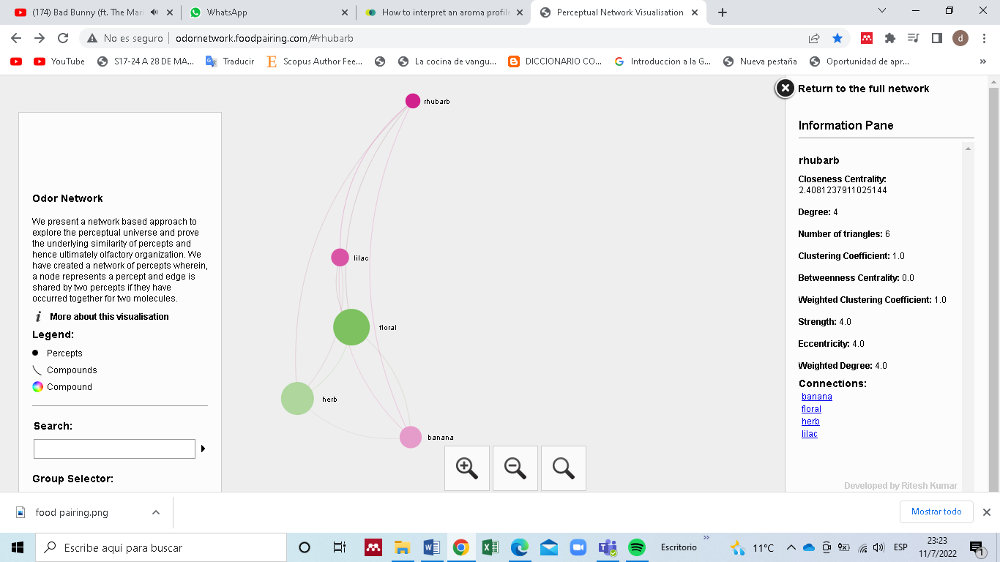 (174) Bad Bunny (ft. The Mari
WhatsApp
How to interpret an aroma profile
Perceptual Network Visualisation
No es seguro
odornetwork.foodpairing.com/#rhubarb
d
YouTube
S17-24 A 28 DE MA...
Traducir
Scopus Author Fee...
La cocina de vangu...
DICCIONARIO CO...
Introduccion a la G...
Nueva pestaña
Oportunidad de apr...
»
rhubarb
lilac
floral
herb
banana
Odor Network
We present a network based approach to
explore the perceptual universe and prove
the underlying similarity of percepts and
hence ultimately olfactory organization. We
have created a network of percepts wherein,
a node represents a percept and edge is
shared by two percepts if they have
occurred together for two molecules.
i More about this visualisation
Legend:
Percepts
Compounds
Compound
Search:
Group Selector:
Return to the full network
Information Pane
rhubarb
Closeness Centrality:
2.4081237911025144
Degree: 4
Number of triangles: 6
Clustering Coefficient: 1.0
Betweenness Centrality: 0.0
Weighted Clustering Coefficient: 1.0
Strength: 4.0
Eccentricity: 4.0
Weighted Degree: 4.0
Connections:
banana
floral
herb
lilac
Developed by Ritesh Kumar
food pairing.png
Mostrar todo
Escribe aquí para buscar
Escritorio
»
11°C
ESP
23:23
11/7/2022
1